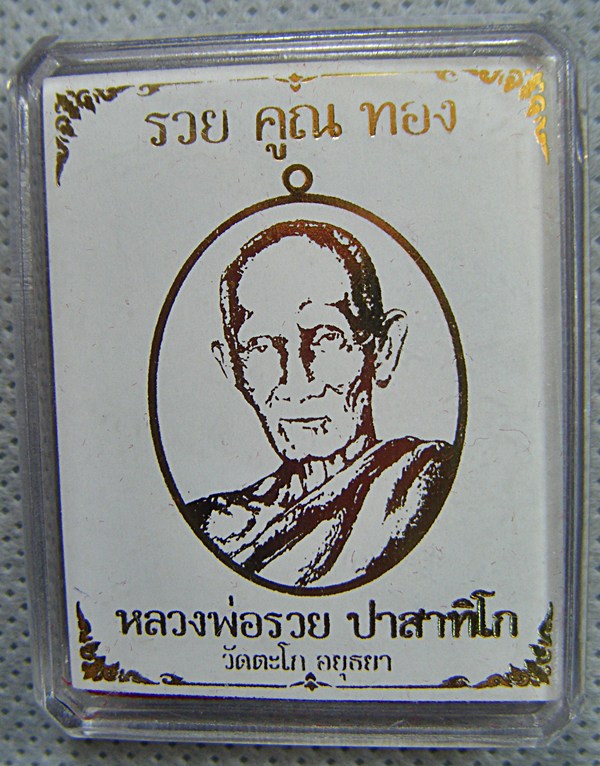 รวย คูณ ทอง
หลวงพ่อรวย ปาสาทิโก
วัดตะโก อยุธยา